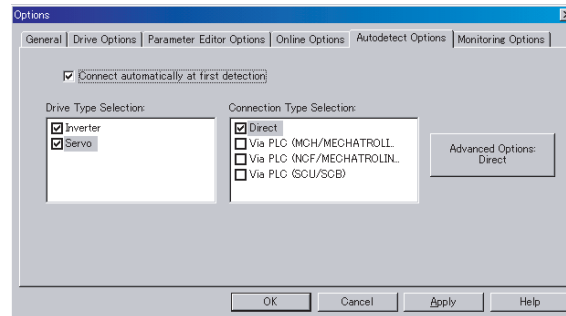 Options
General Drive Options Parameter Editor Options Online Options Autodetect Options Monitoring Options
Connect automatically at first detection
Drive Type Selection: Connection Type Selection:
Inverter
Servo
Direct
Via PLC (MCH/MECHATROLI...
Via PLC (NCF/MECHATROLIN...
Via PLC (SCU/SCB)
Advanced Options:
Direct
OK Cancel Apply Help